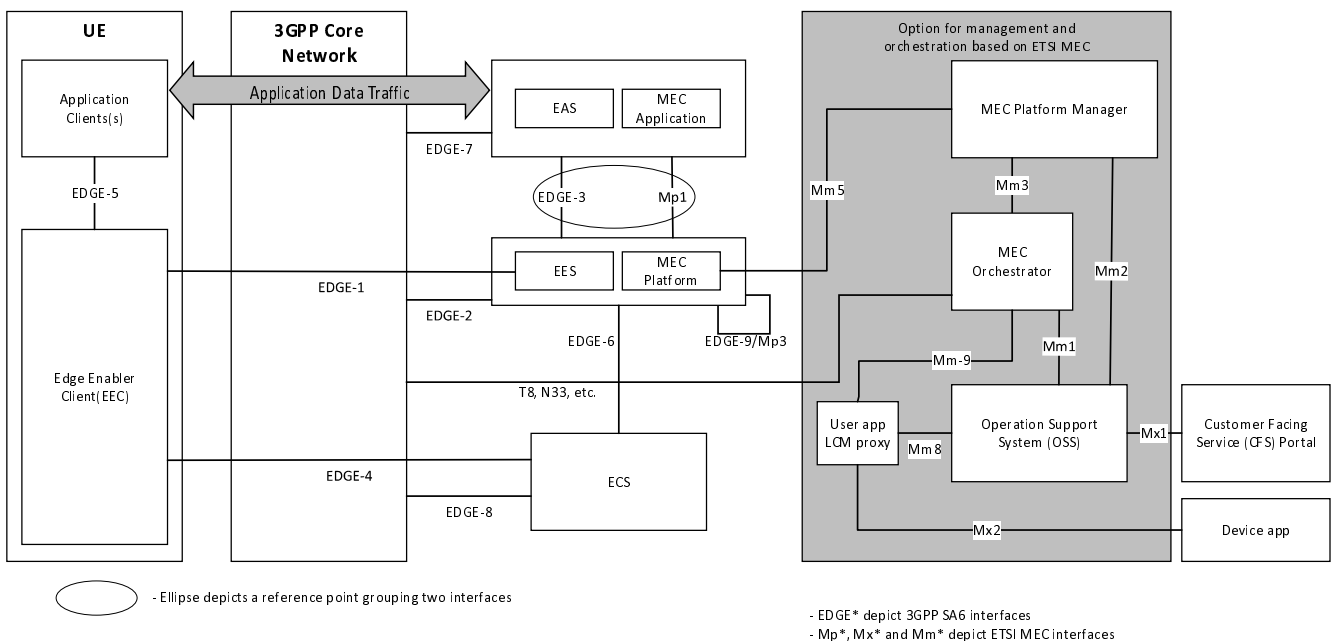 UE
3GPP Core
Network
Option for management and
orchestration based on ETSI MEC
Application
Clients(s)
Application Data Traffic
EAS
MEC
Application
MEC Platform Manager
EDGE-7
EDGE-5
EDGE-3
Mp1
Mm5
Mm3
MEC
Orchestrator
Mm2
EES
MEC
Platform
EDGE-1
EDGE-2
EDGE-6
EDGE-9/Mp3
Mm-9
Mm1
Edge Enabler
Client(EEC)
T8, N33, etc.
User app
LCM proxy
Mm8
Operation Support
System (OSS)
Mx1
Customer Facing
Service (CFS) Portal
EDGE-4
ECS
EDGE-8
Mx2
Device app
- Ellipse depicts a reference point grouping two interfaces
- EDGE* depict 3GPP SA6 interfaces
- Mp*, Mx* and Mm* depict ETSI MEC interfaces